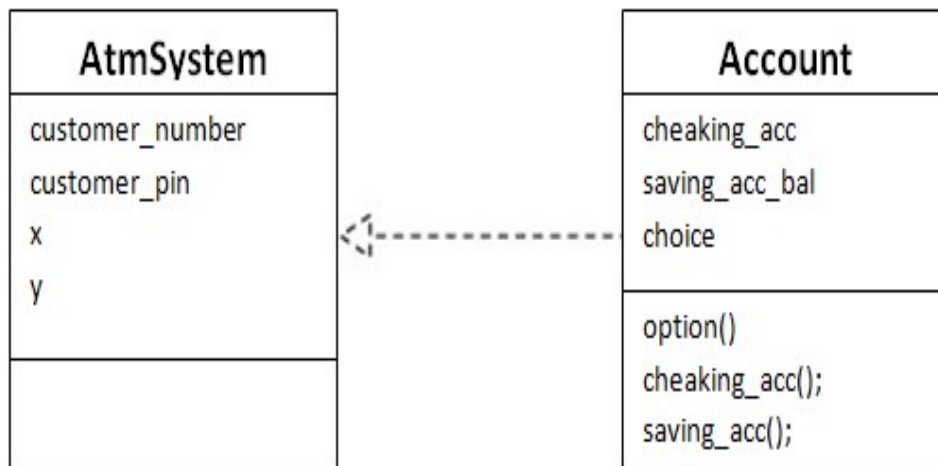 AtmSystem
customer_number
customer_pin
x
y
Account
cheaking_acc
saving_acc_bal
choice
option()
cheaking_acc();
saving_acc();